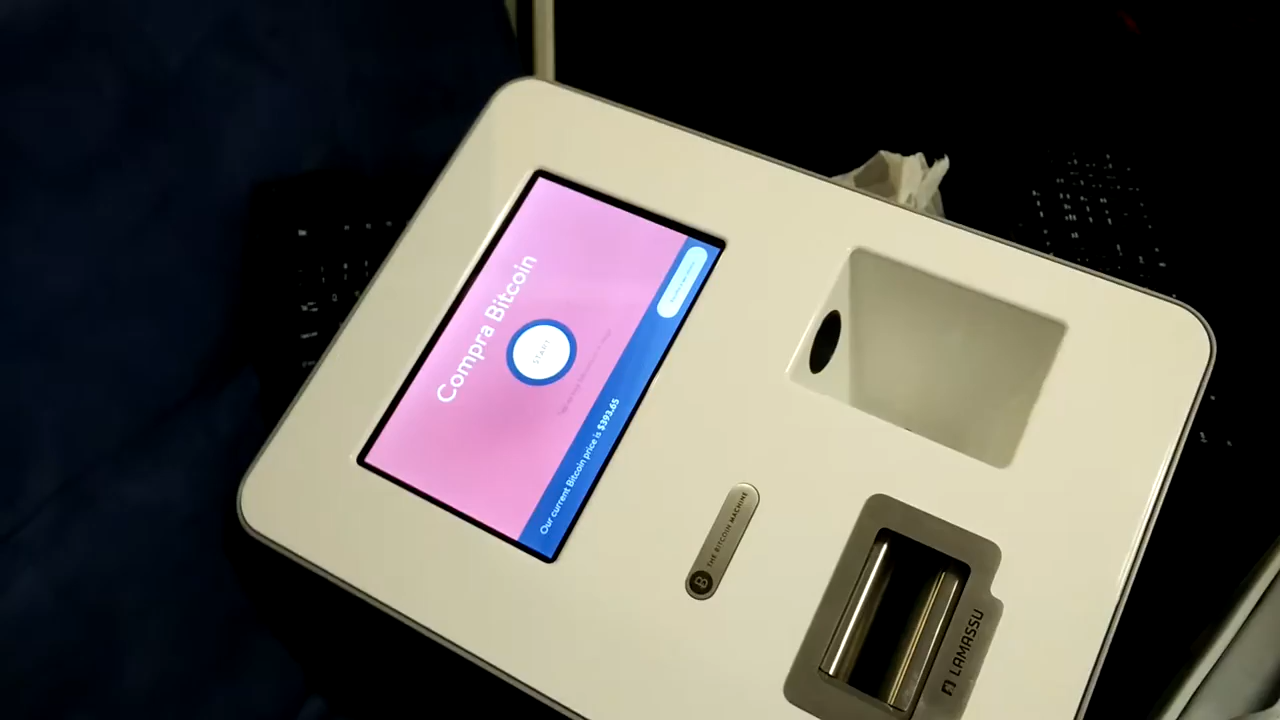 Compra Bitcoin
START
Our current Bitcoin price is $393.65
THE BITCOIN MACHINE
LAMASSU